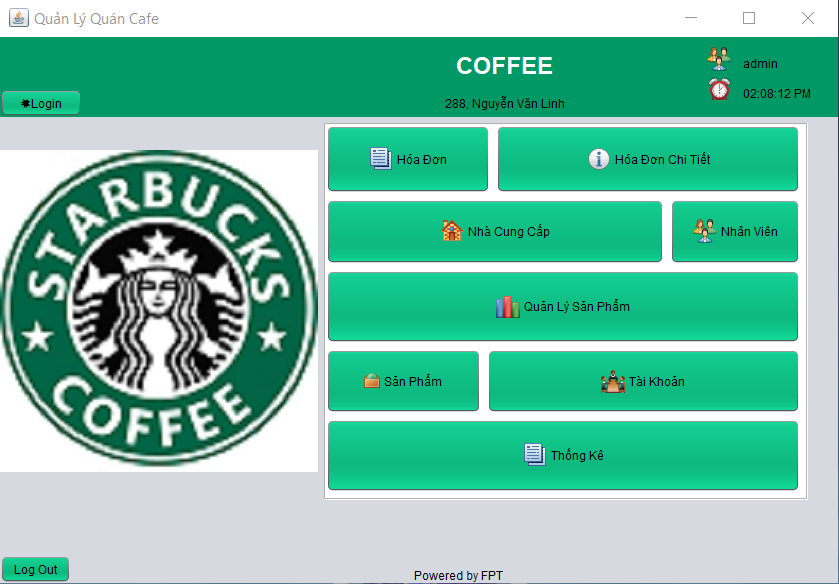 Quản Lý Quán Cafe
COFFEE
admin
Login
288, Nguyễn Văn Linh
02:08:12 PM
STARBUCKS
COFFEE
Hóa Đơn
Hóa Đơn Chi Tiết
Nhà Cung Cấp
Nhân Viên
Quản Lý Sản Phẩm
Sản Phẩm
Tài Khoản
Thống Kê
Log Out
Powered by FPT